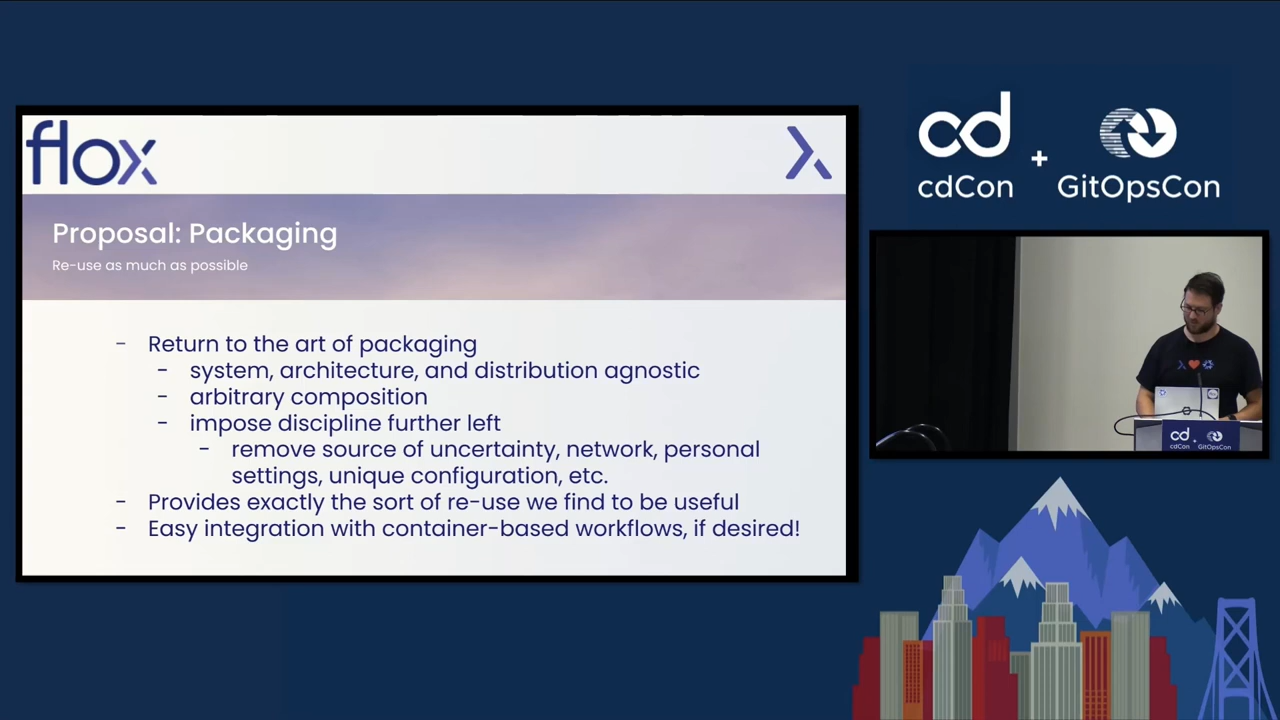 flox
Proposal: Packaging
Re-use as much as possible
- Return to the art of packaging
- system, architecture, and distribution agnostic
- arbitrary composition
- impose discipline further left
- remove source of uncertainty, network, personal
settings, unique configuration, etc.
- Provides exactly the sort of re-use we find to be useful
- Easy integration with container-based workflows, if desired!
cd
+
cdCon
GitOpsCon
cd
cdCon
GitOpsCon